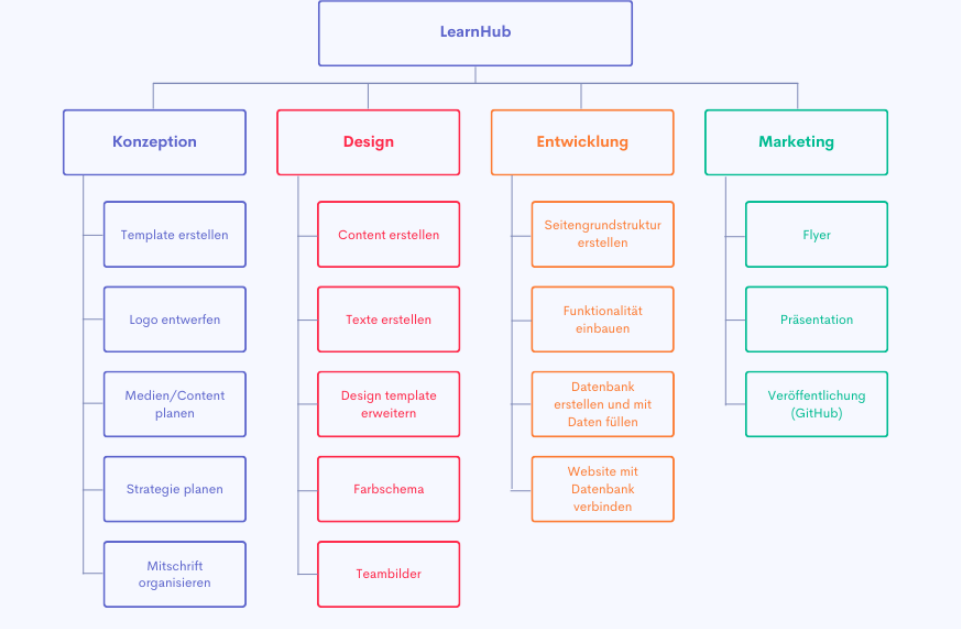 LearnHub
Konzeption
Template erstellen
Logo entwerfen
Medien/Content
planen
Strategie planen
Mitschrift
organisieren
Design
Content erstellen
Texte erstellen
Design template
erweitern
Farbschema
Teambilder
Entwicklung
Seitengrundstruktur
erstellen
Funktionalität
einbauen
Datenbank
erstellen und mit
Daten füllen
Website mit
Datenbank
verbinden
Marketing
Flyer
Präsentation
Veröffentlichung
(GitHub)